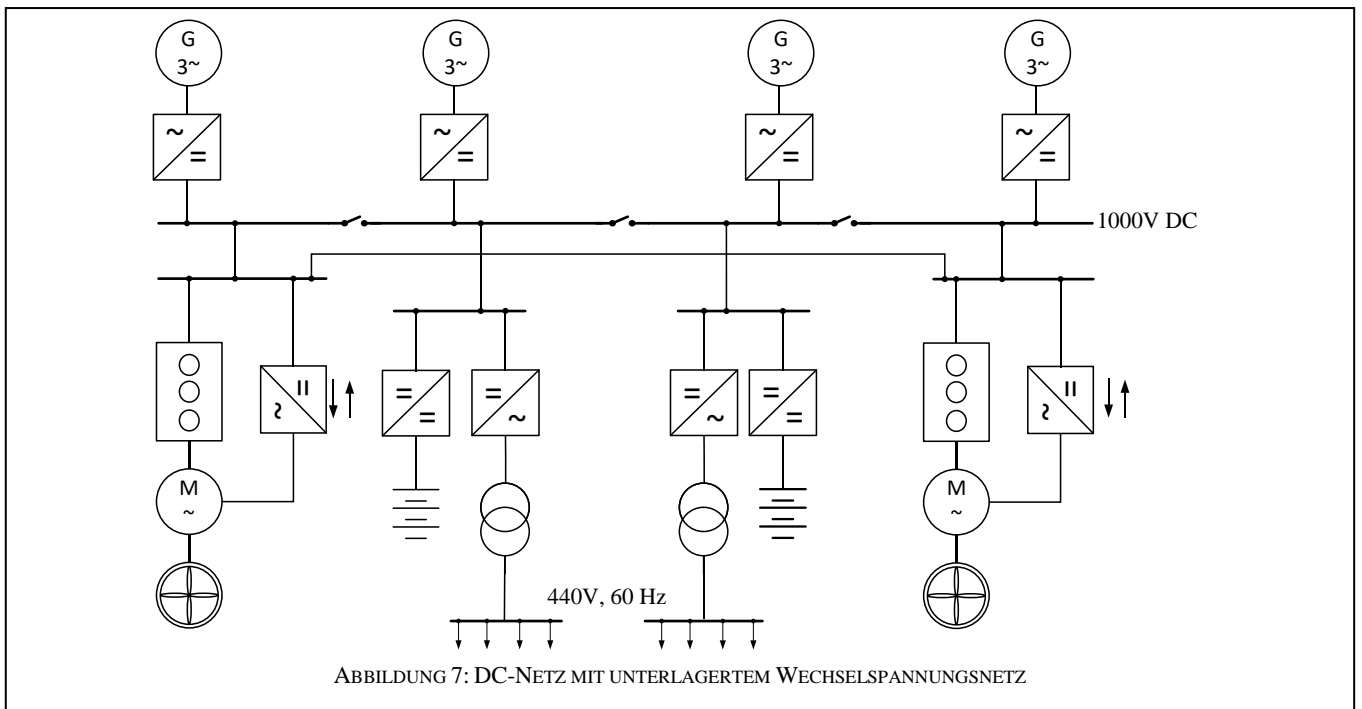 G
3~
G
3~
G
3~
G
3~
~
=
~
=
~
=
~
=
1000V DC
=
~
=
=
=
~
=
~
=
=
=
~
M
~
M
~
440V, 60 Hz
ABBILDUNG 7: DC-NETZ MIT UNTERLAGERTEM WECHSELSPANNUNGSNETZ